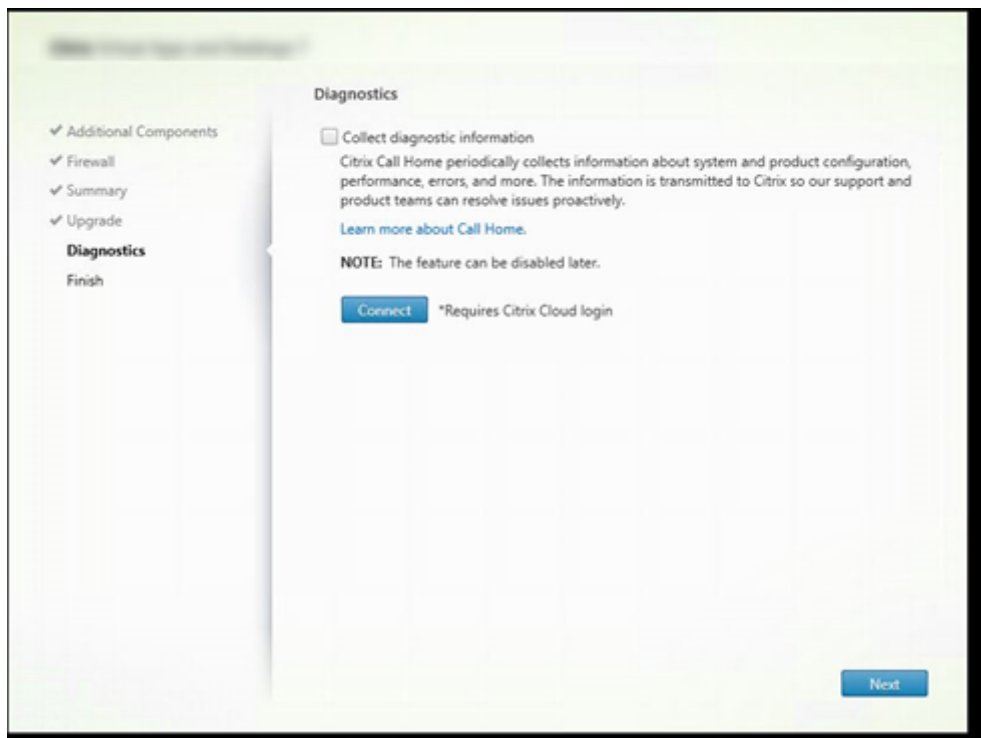 Diagnostics
✔ Additional Components
✔ Firewall
✔ Summary
✔ Upgrade
Diagnostics
Finish
Collect diagnostic information
Citrix Call Home periodically collects information about system and product configuration,
performance, errors, and more. The information is transmitted to Citrix so our support and
product teams can resolve issues proactively.
Learn more about Call Home.
NOTE: The feature can be disabled later.
Connect *Requires Citrix Cloud login
Next